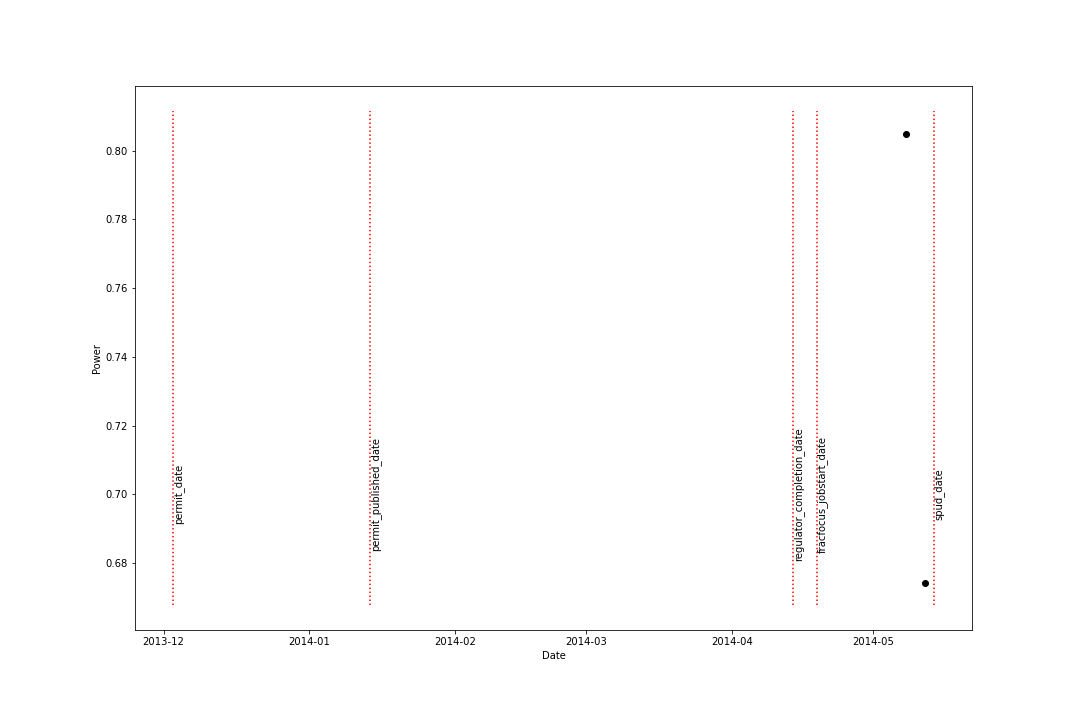 0.80
0.78
0.76
0.74
0.72
0.70
0.68
Power
permit_date
permit_published_date
regulator_completion_date
fracfocus_jobstart_date
spud_date
2013-12
2014-01
2014-02
2014-03
2014-04
2014-05
Date